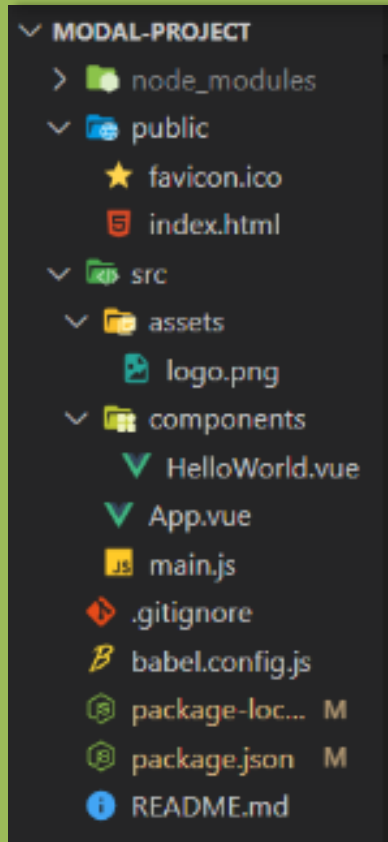 MODAL-PROJECT
node_modules
public
favicon.ico
index.html
src
assets
logo.png
components
HelloWorld.vue
App.vue
main.js
.gitignore
babel.config.js
package-loc... M
package.json M
README.md